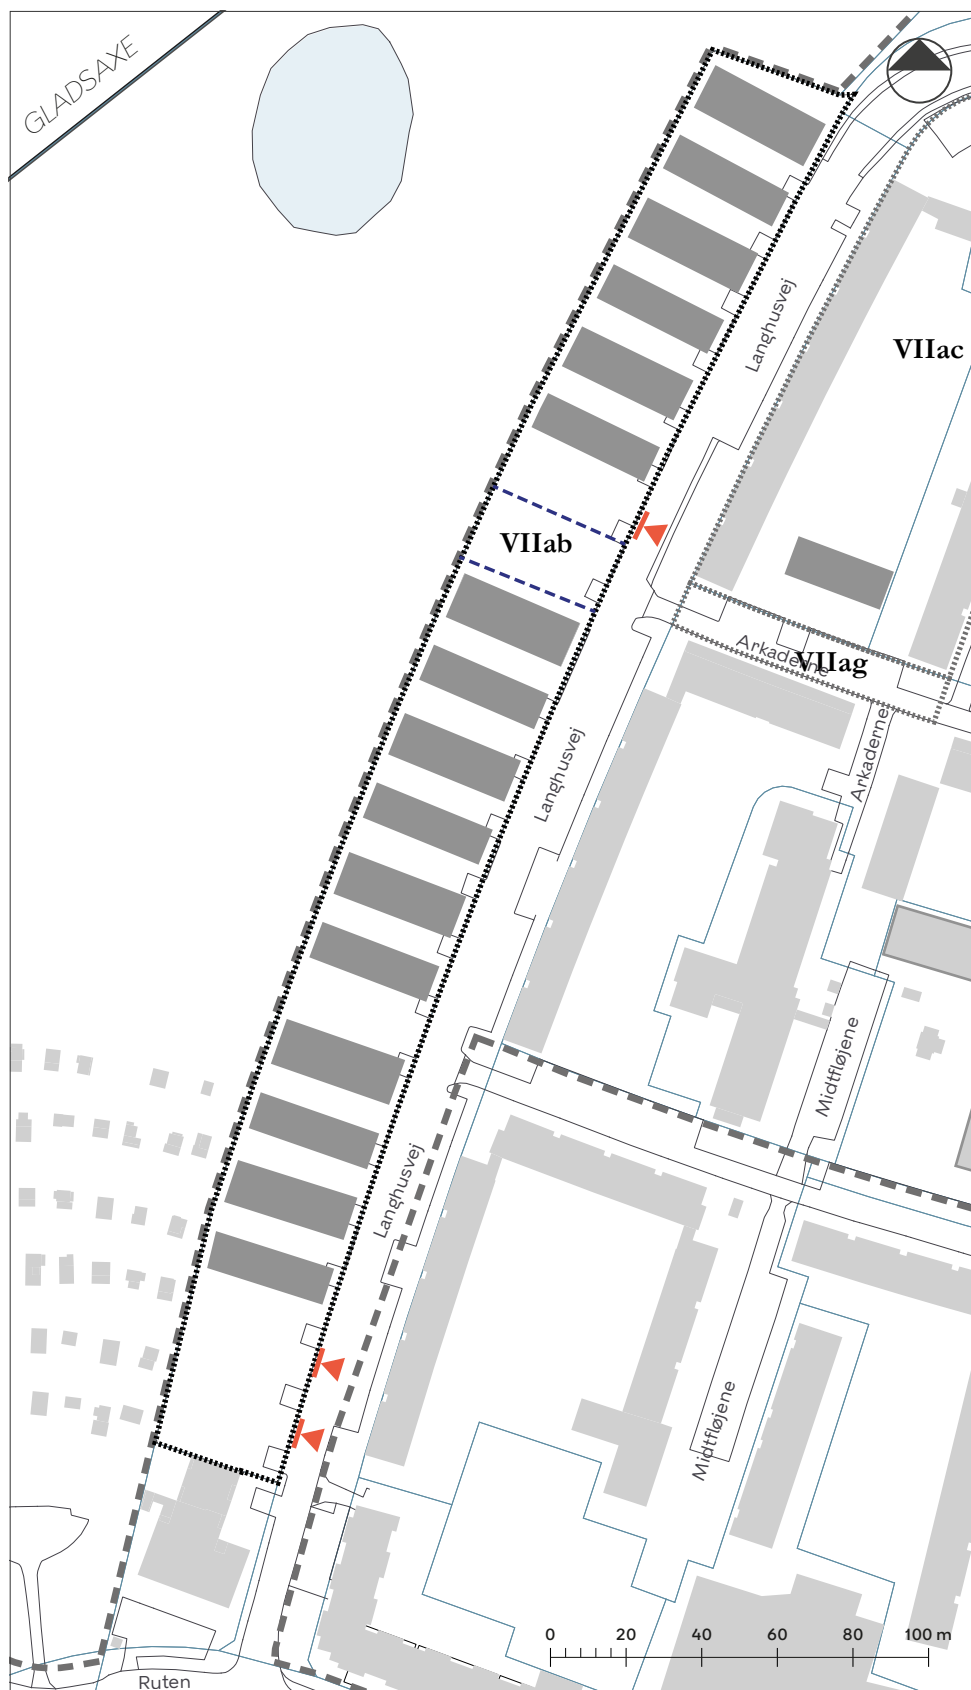 GLADSAXE
Langhusvej
VIIac
VIIab
Arkaderne
VIIag
Arkaderne
Langhusvej
Midtfløjene
Langhusvej
Midtfløjene
0 20 40 60 80 100 m
Ruten